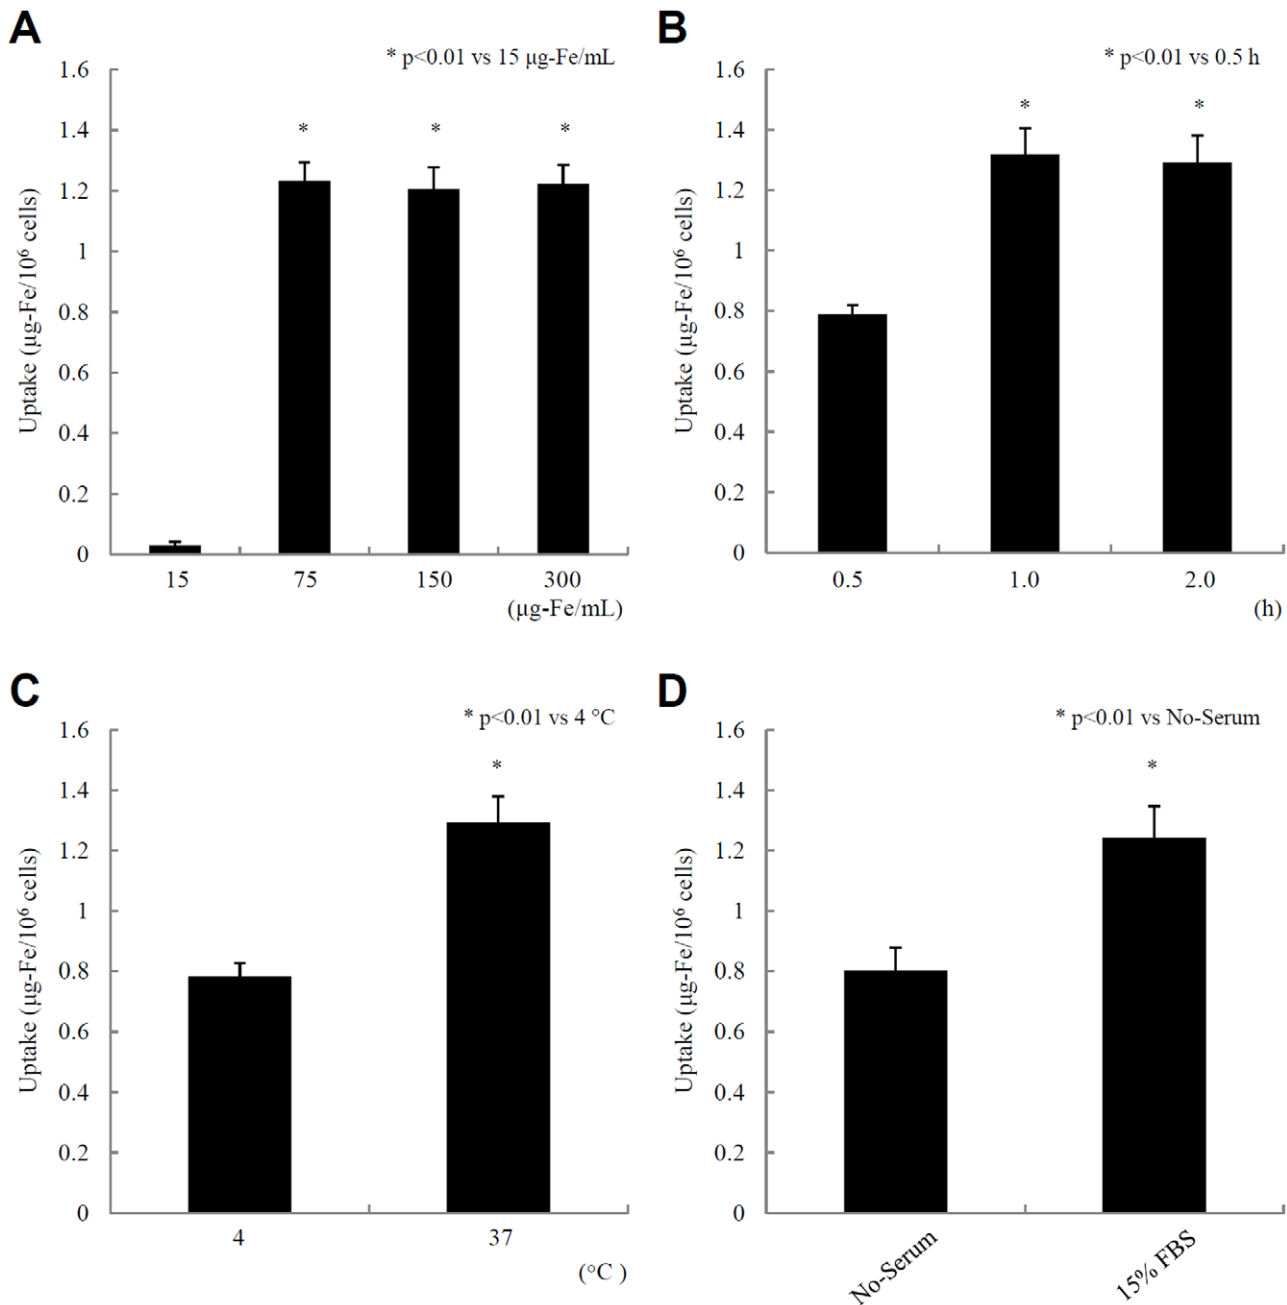 A
* p<0.01 vs 15 μg-Fe/mL
Uptake (μg-Fe/10⁶ cells)
1.6
1.4
1.2
1
0.8
0.6
0.4
0.2
0
*
*
*
15 75 150 300
(μg-Fe/mL)
B
* p<0.01 vs 0.5 h
Uptake (μg-Fe/10⁶ cells)
1.6
1.4
1.2
1
0.8
0.6
0.4
0.2
0
*
*
0.5 1.0 2.0
(h)
C
* p<0.01 vs 4 °C
Uptake (μg-Fe/10⁶ cells)
1.6
1.4
1.2
1
0.8
0.6
0.4
0.2
0
*
4 37
(°C )
D
* p<0.01 vs No-Serum
Uptake (μg-Fe/10⁶ cells)
1.6
1.4
1.2
1
0.8
0.6
0.4
0.2
0
*
No-Serum
15% FBS